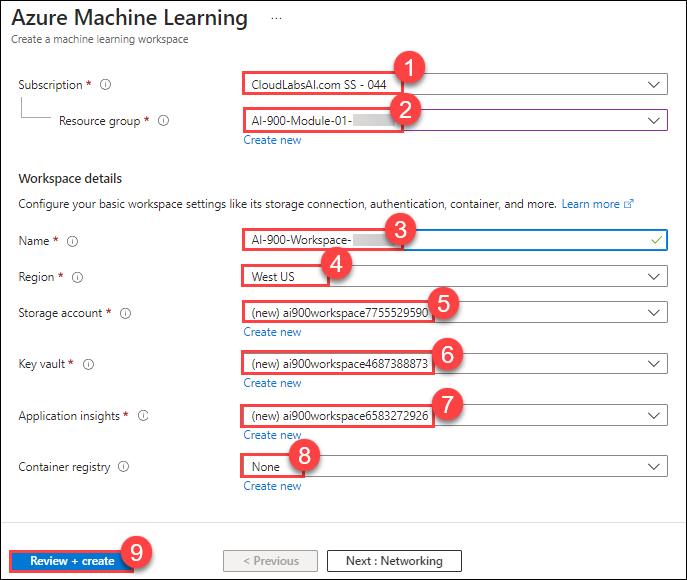 Azure Machine Learning ...
Create a machine learning workspace
1
Subscription * CloudLabsAI.com SS - 044
2
Resource group * AI-900-Module-01-
Create new
Workspace details
Configure your basic workspace settings like its storage connection, authentication, container, and more. Learn more
3
Name * AI-900-Workspace-
4
Region * West US
5
Storage account * (new) ai900workspace7755529590
Create new
6
Key vault * (new) ai900workspace4687388873
Create new
7
Application insights * (new) ai900workspace6583272926
Create new
8
Container registry None
Create new
9
Review + create < Previous Next : Networking